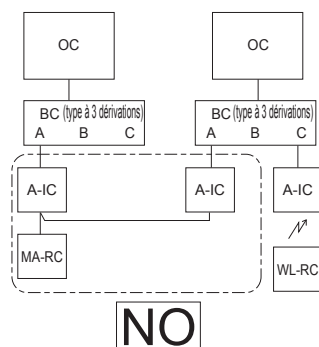 OC OC
BC (type à 3 dérivations) BC (type à 3 dérivations)
A B C A B C
A-IC A-IC A-IC
MA-RC WL-RC
NO